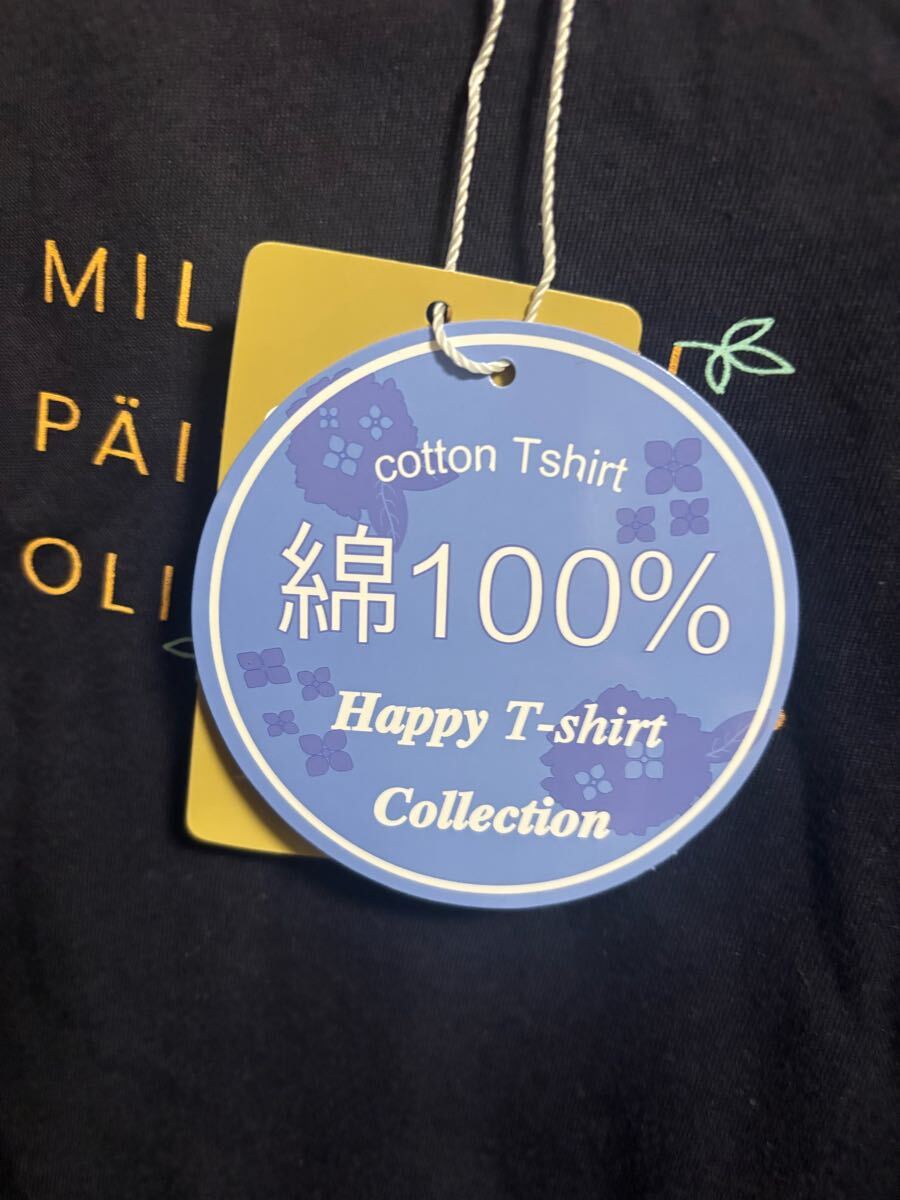 MIL
PÄI
OLI
cotton Tshirt
綿100%
Happy T-shirt
Collection